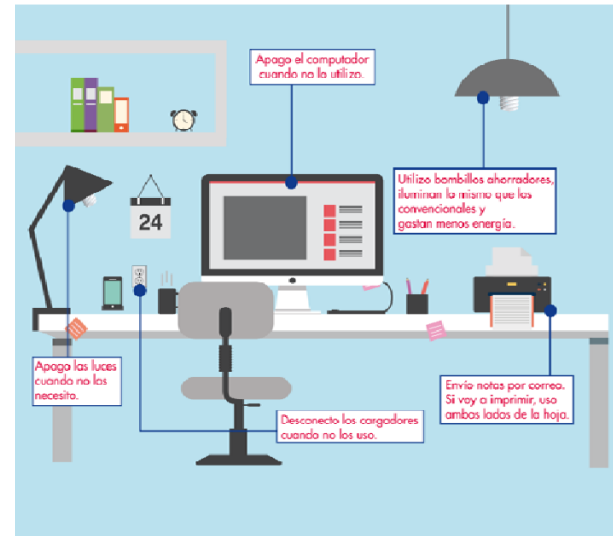 Apago el computador
cuando no lo utilizo.
Utilizo bombillos ahorradores,
iluminan lo mismo que los
convencionales y
gastan menos energía.
24
Apago las luces
cuando no las
necesito.
Desconecto los cargadores
cuando no los uso.
Envío notas por correo.
Si voy a imprimir, uso
ambos lados de la hoja.